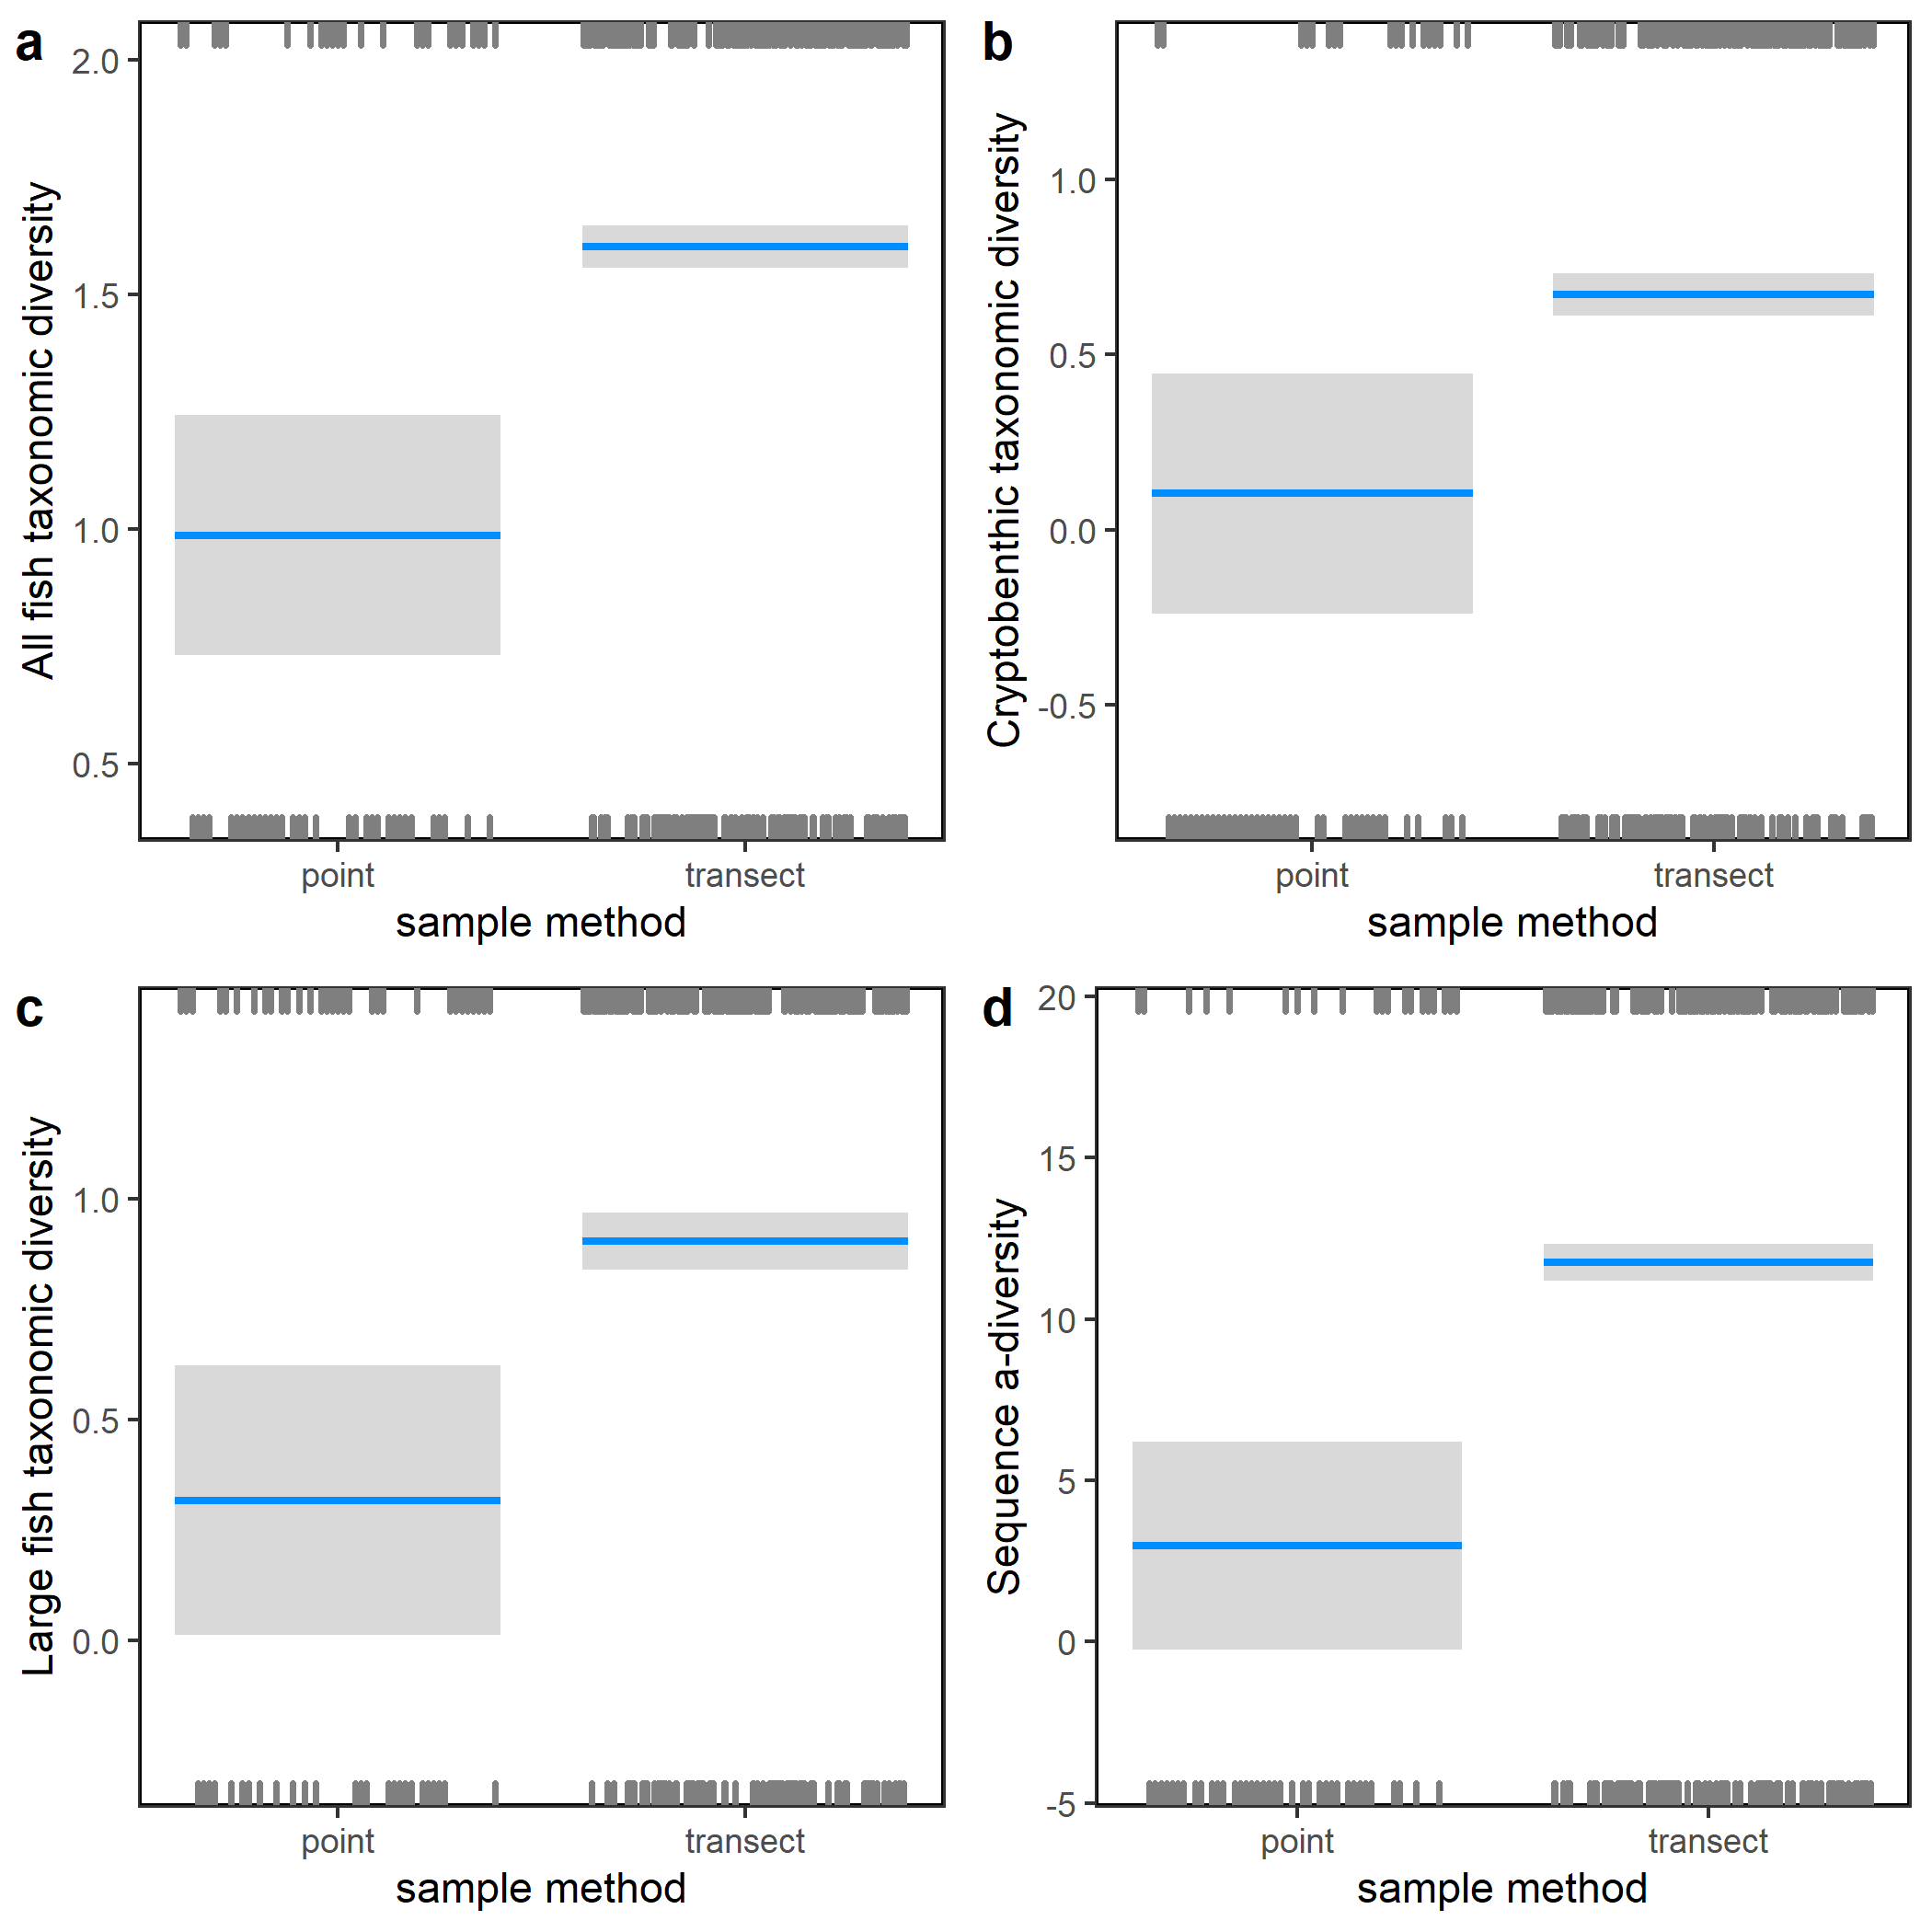 a
All fish taxonomic diversity
2.0
1.5
1.0
0.5
point transect
sample method
b
Cryptobenthic taxonomic diversity
1.0
0.5
0.0
-0.5
point transect
sample method
c
Large fish taxonomic diversity
1.0
0.5
0.0
point transect
sample method
d
Sequence a-diversity
20
15
10
5
0
-5
point transect
sample method